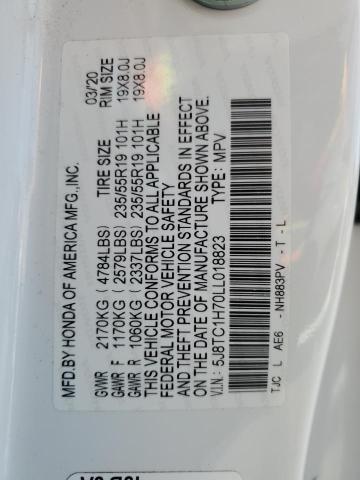 MFD.BY HONDA OF AMERICA MFG.,INC. 03/20
TIRE SIZE RIM SIZE
GVWR 2170KG (4784LBS)
GAWR F 1170KG (2579LBS) 235/55R19 101H 19X8.0J
GAWR R 1060KG (2337LBS) 235/55R19 101H 19X8.0J
THIS VEHICLE CONFORMS TO ALL APPLICABLE
FEDERAL MOTOR VEHICLE SAFETY
AND THEFT PREVENTION STANDARDS IN EFFECT
ON THE DATE OF MANUFACTURE SHOWN ABOVE.
V.I.N.: 5J8TC1H70LL018823 TYPE: MPV
TJC L AE6 -NH883PV - T - L